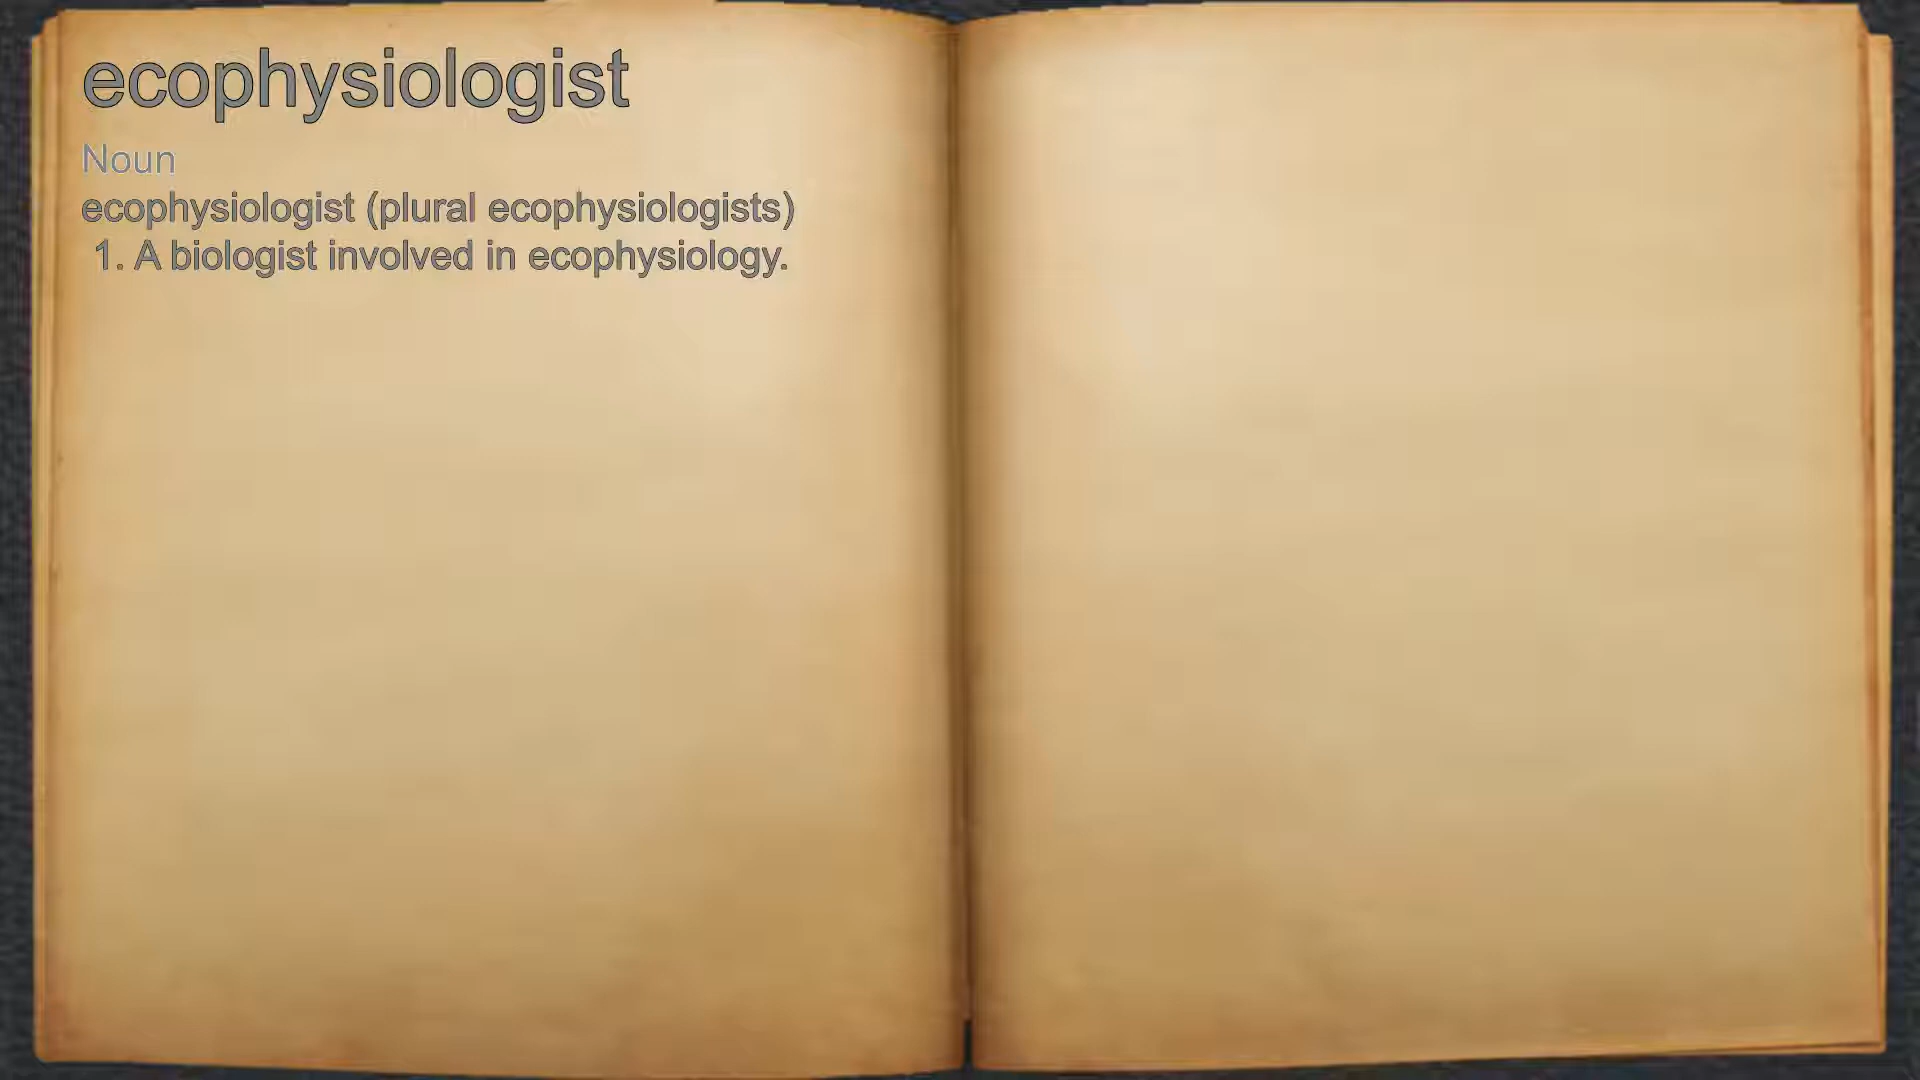 ecophysiologist
Noun
ecophysiologist (plural ecophysiologists)
1. A biologist involved in ecophysiology.